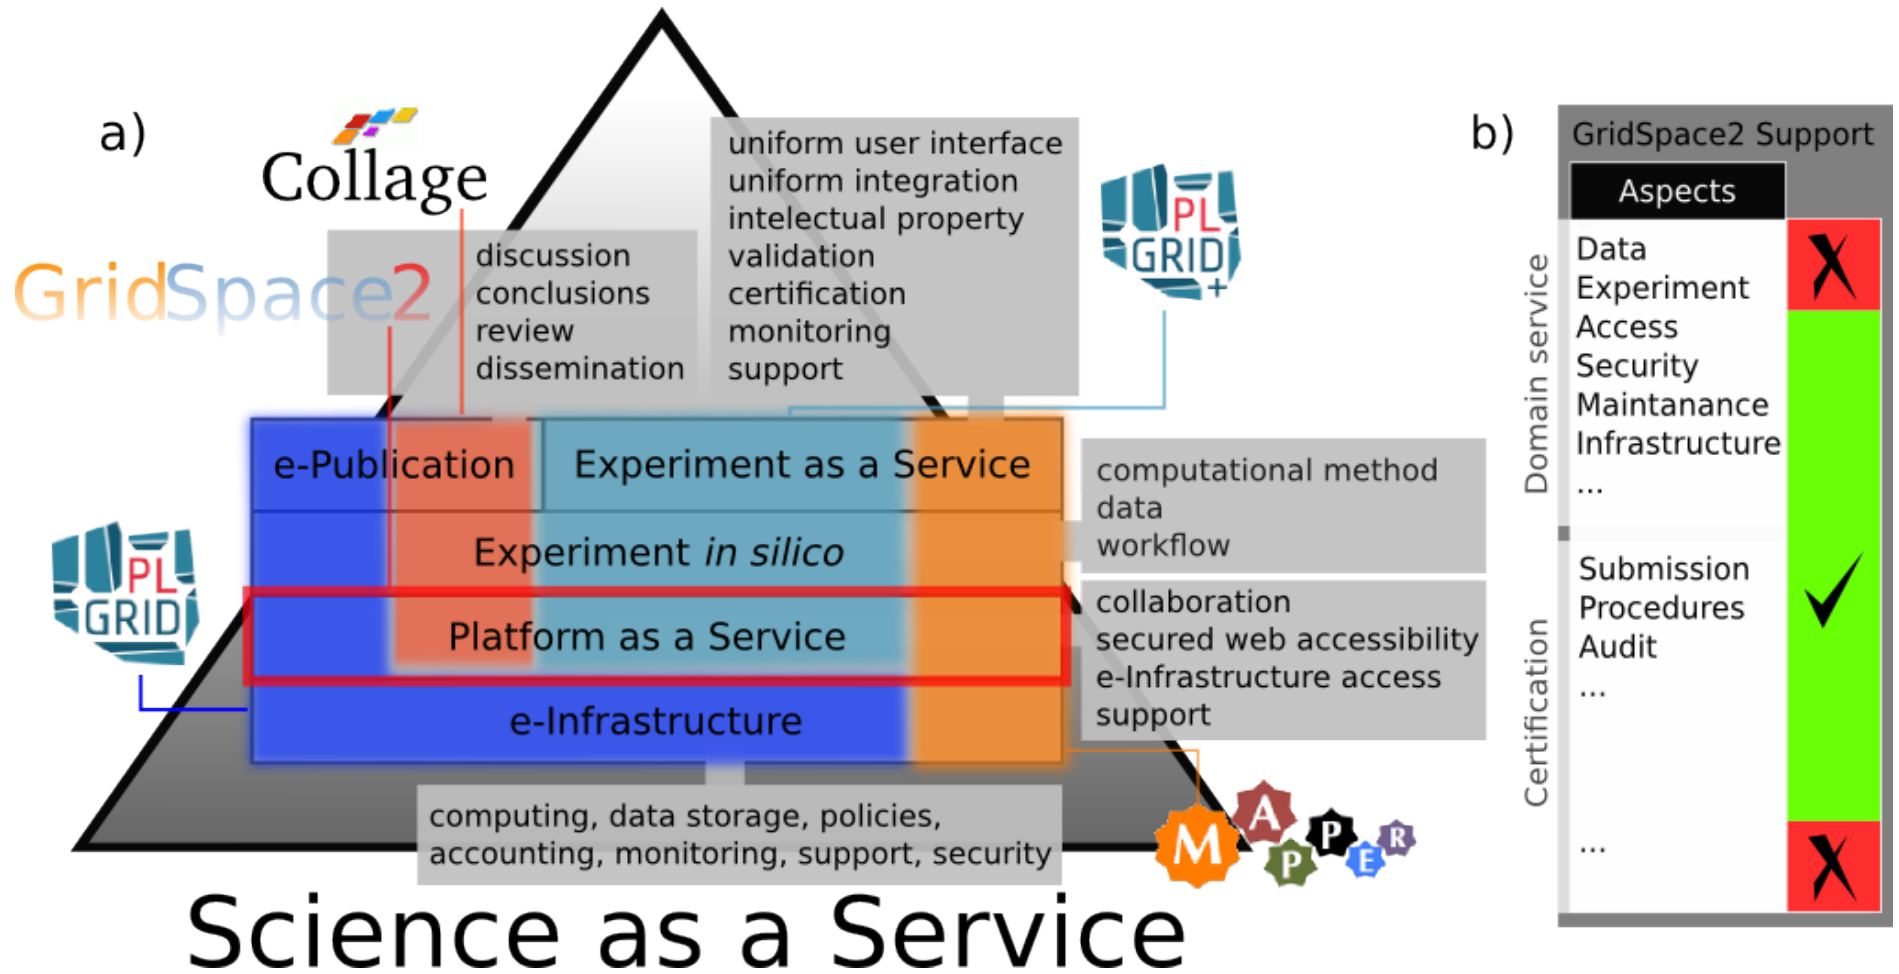 a)
Collage
GridSpace2
discussion
conclusions
review
dissemination
uniform user interface
uniform integration
intelectual property
validation
certification
monitoring
support
PL
GRID
+
e-Publication
Experiment as a Service
Experiment in silico
Platform as a Service
e-Infrastructure
PL
GRID
computational method
data
workflow
collaboration
secured web accessibility
e-Infrastructure access
support
computing, data storage, policies,
accounting, monitoring, support, security
MAPPER
Science as a Service
b)
GridSpace2 Support
Aspects
Domain service
Data
Experiment
Access
Security
Maintanance
Infrastructure
...
Certification
Submission
Procedures
Audit
...
...